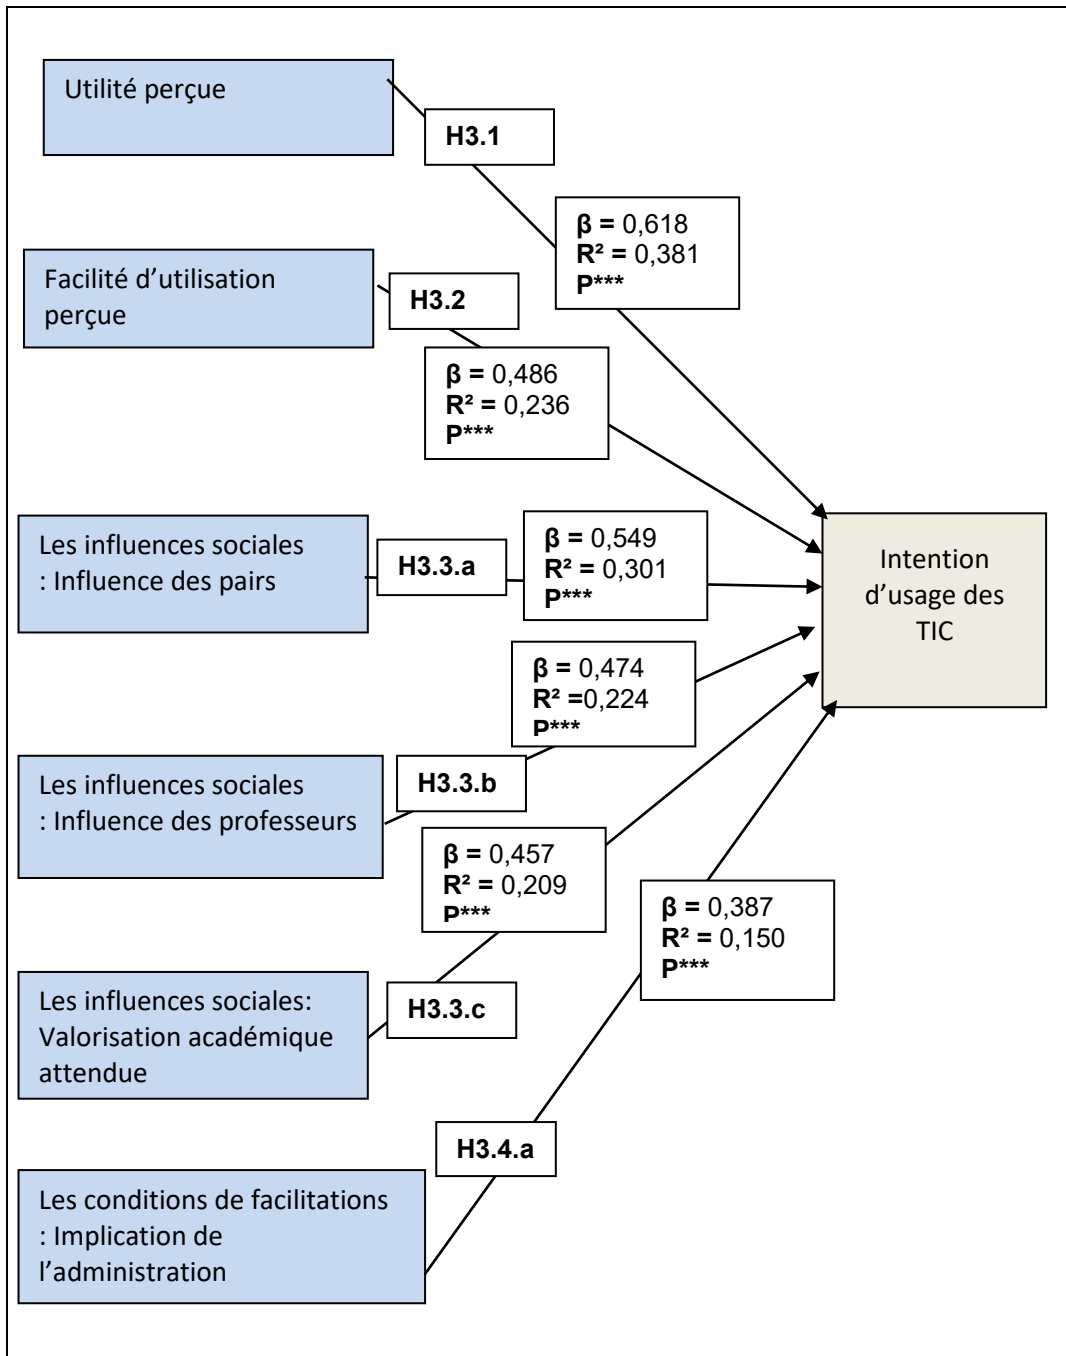 Utilité perçue
H3.1
β = 0,618
R² = 0,381
P***
Facilité d’utilisation
perçue
H3.2
β = 0,486
R² = 0,236
P***
Les influences sociales
: Influence des pairs
H3.3.a
β = 0,549
R² = 0,301
P***
Intention
d’usage des
TIC
β = 0,474
R² =0,224
P***
Les influences sociales
: Influence des professeurs
H3.3.b
β = 0,457
R² = 0,209
P***
Les influences sociales:
Valorisation académique
attendue
H3.3.c
β = 0,387
R² = 0,150
P***
H3.4.a
Les conditions de facilitations
: Implication de
l’administration